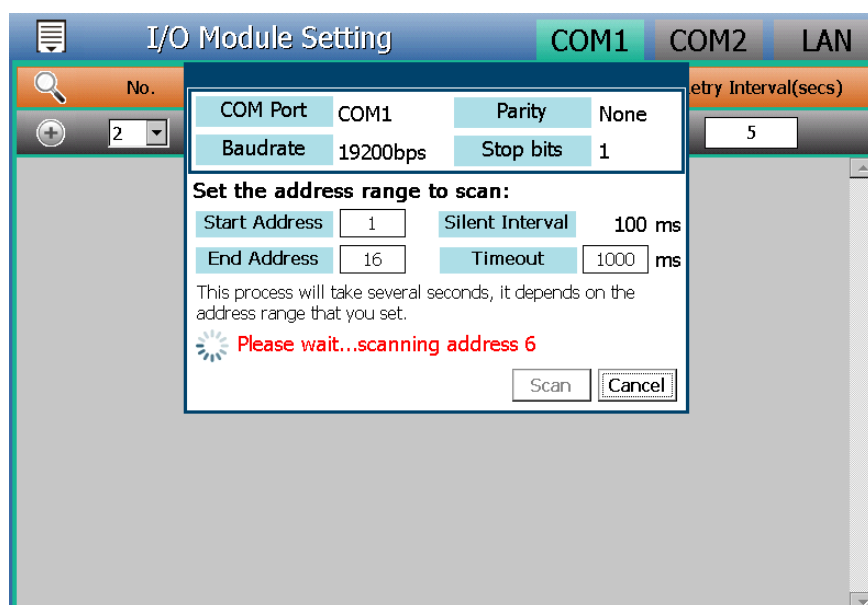 I/O Module Setting COM1 COM2 LAN
No. etry Interval(secs)
2 5
COM Port COM1 Parity None
Baudrate 19200bps Stop bits 1
Set the address range to scan:
Start Address 1 Silent Interval 100 ms
End Address 16 Timeout 1000 ms
This process will take several seconds, it depends on the
address range that you set.
Please wait...scanning address 6
Scan Cancel